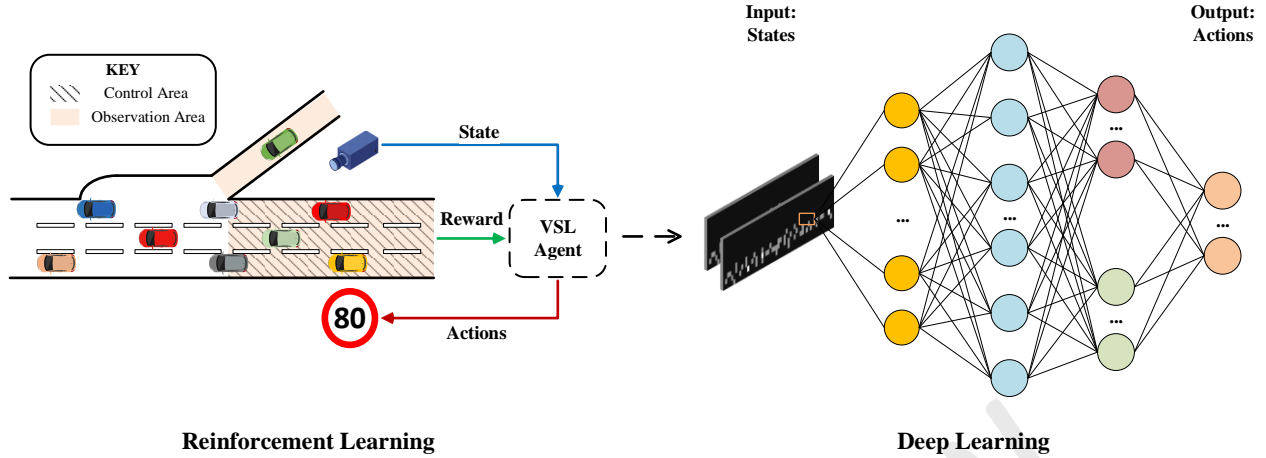 KEY
Control Area
Observation Area
State
Reward
VSL
Agent
80
Actions
Reinforcement Learning
Input:
States
Output:
Actions
...
...
...
...
...
...
Deep Learning